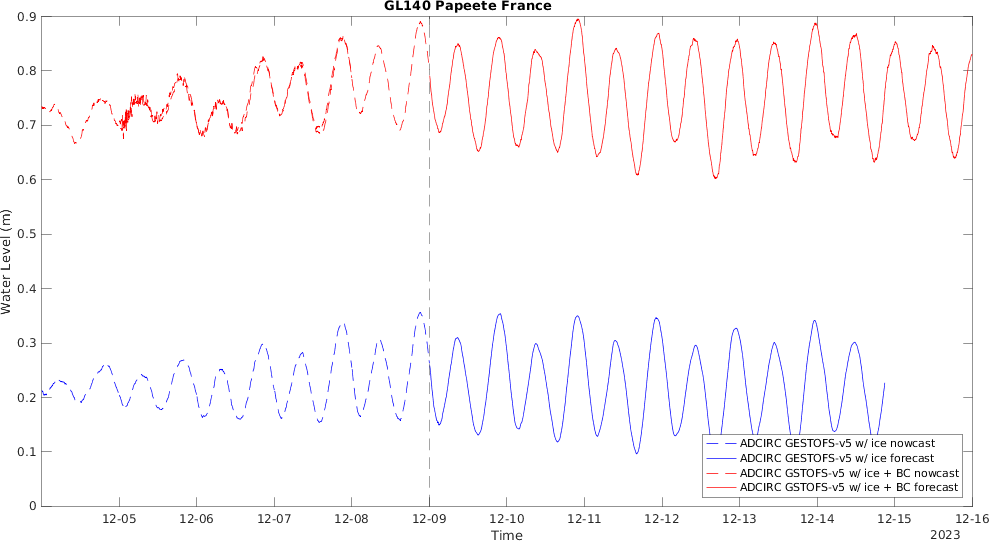 GL140 Papeete France
0.9
0.8
0.7
0.6
0.5
0.4
0.3
0.2
0.1
0
Water Level (m)
ADCIRC GESTOFS-v5 w/ ice nowcast
ADCIRC GESTOFS-v5 w/ ice forecast
ADCIRC GSTOFS-v5 w/ ice + BC nowcast
ADCIRC GSTOFS-v5 w/ ice + BC forecast
12-05 12-06 12-07 12-08 12-09 12-10 12-11 12-12 12-13 12-14 12-15 12-16
Time
2023